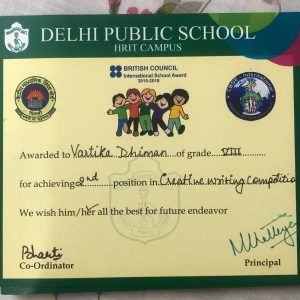 DELHI PUBLIC SCHOOL
HRIT CAMPUS
BRITISH COUNCIL
International School Award
2015-2018
Awarded to Vartika Dhiman of grade VIII
for achieving 2nd position in Creative writing Competition
We wish him/her all the best for future endeavor
Co-Ordinator
Principal